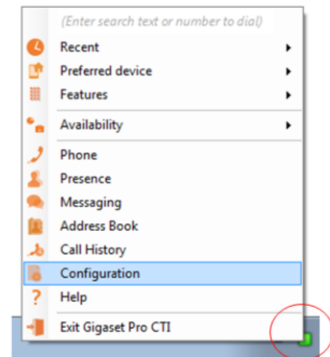 (Enter search text or number to dial)
Recent
Preferred device
Features
Availability
Phone
Presence
Messaging
Address Book
Call History
Configuration
? Help
Exit Gigaset Pro CTI